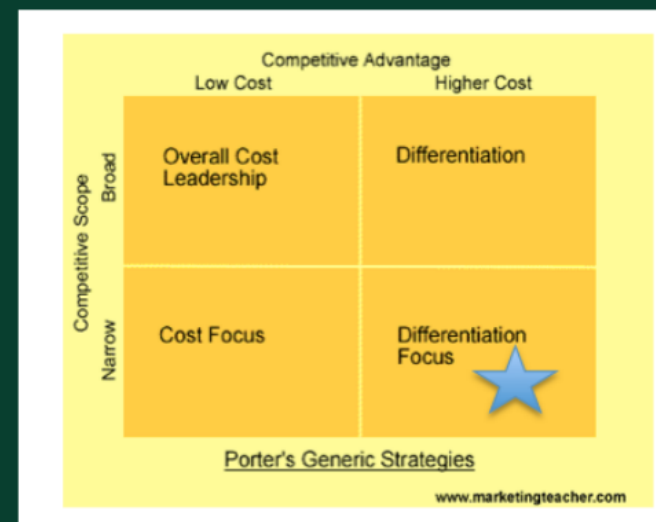 Competitive Advantage
Low Cost
Higher Cost
Competitive Scope
Broad
Overall Cost
Leadership
Differentiation
Narrow
Cost Focus
Differentiation
Focus
Porter's Generic Strategies
www.marketingteacher.com